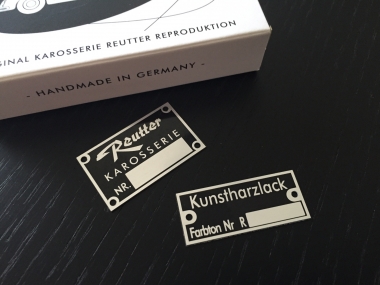 GINAL KAROSSERIE REUTTER REPRODUKTION
- HANDMADE IN GERMANY -
Reutter
KAROSSERIE
NR.
Kunstharzlack
Farbton Nr R